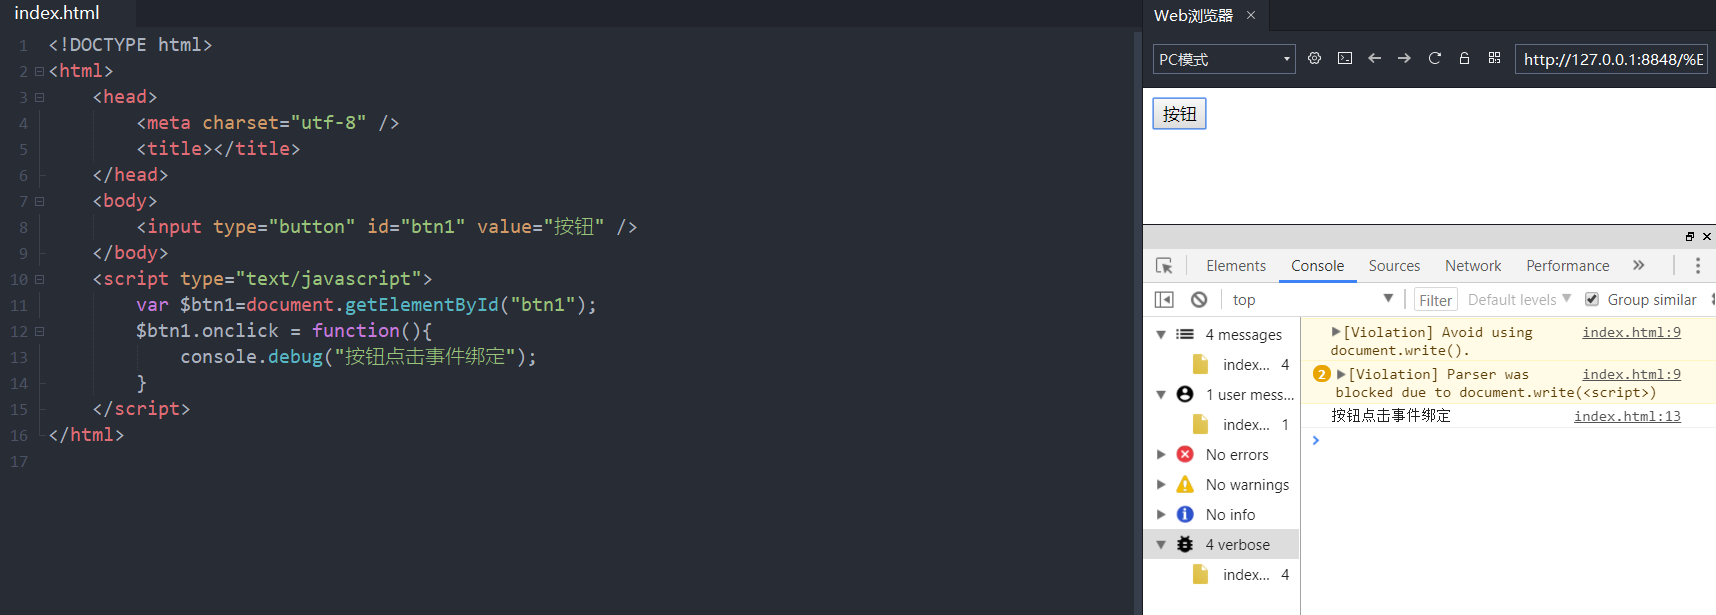 index.html
1 <!DOCTYPE html>
2 <html>
3 <head>
4 <meta charset="utf-8" />
5 <title></title>
6 </head>
7 <body>
8 <input type="button" id="btn1" value="按钮" />
9 </body>
10 <script type="text/javascript">
11 var $btn1=document.getElementById("btn1");
12 $btn1.onclick = function(){
13 console.debug("按钮点击事件绑定");
14 }
15 </script>
16 </html>
17
Web浏览器
PC模式 http://127.0.0.1:8848/%E
按钮
Elements Console Sources Network Performance »
top Filter Default levels Group similar
4 messages
index... 4
1 user mess...
index... 1
No errors
No warnings
No info
4 verbose
index... 4
[Violation] Avoid using index.html:9
document.write().
2 [Violation] Parser was index.html:9
blocked due to document.write(<script>)
按钮点击事件绑定 index.html:13